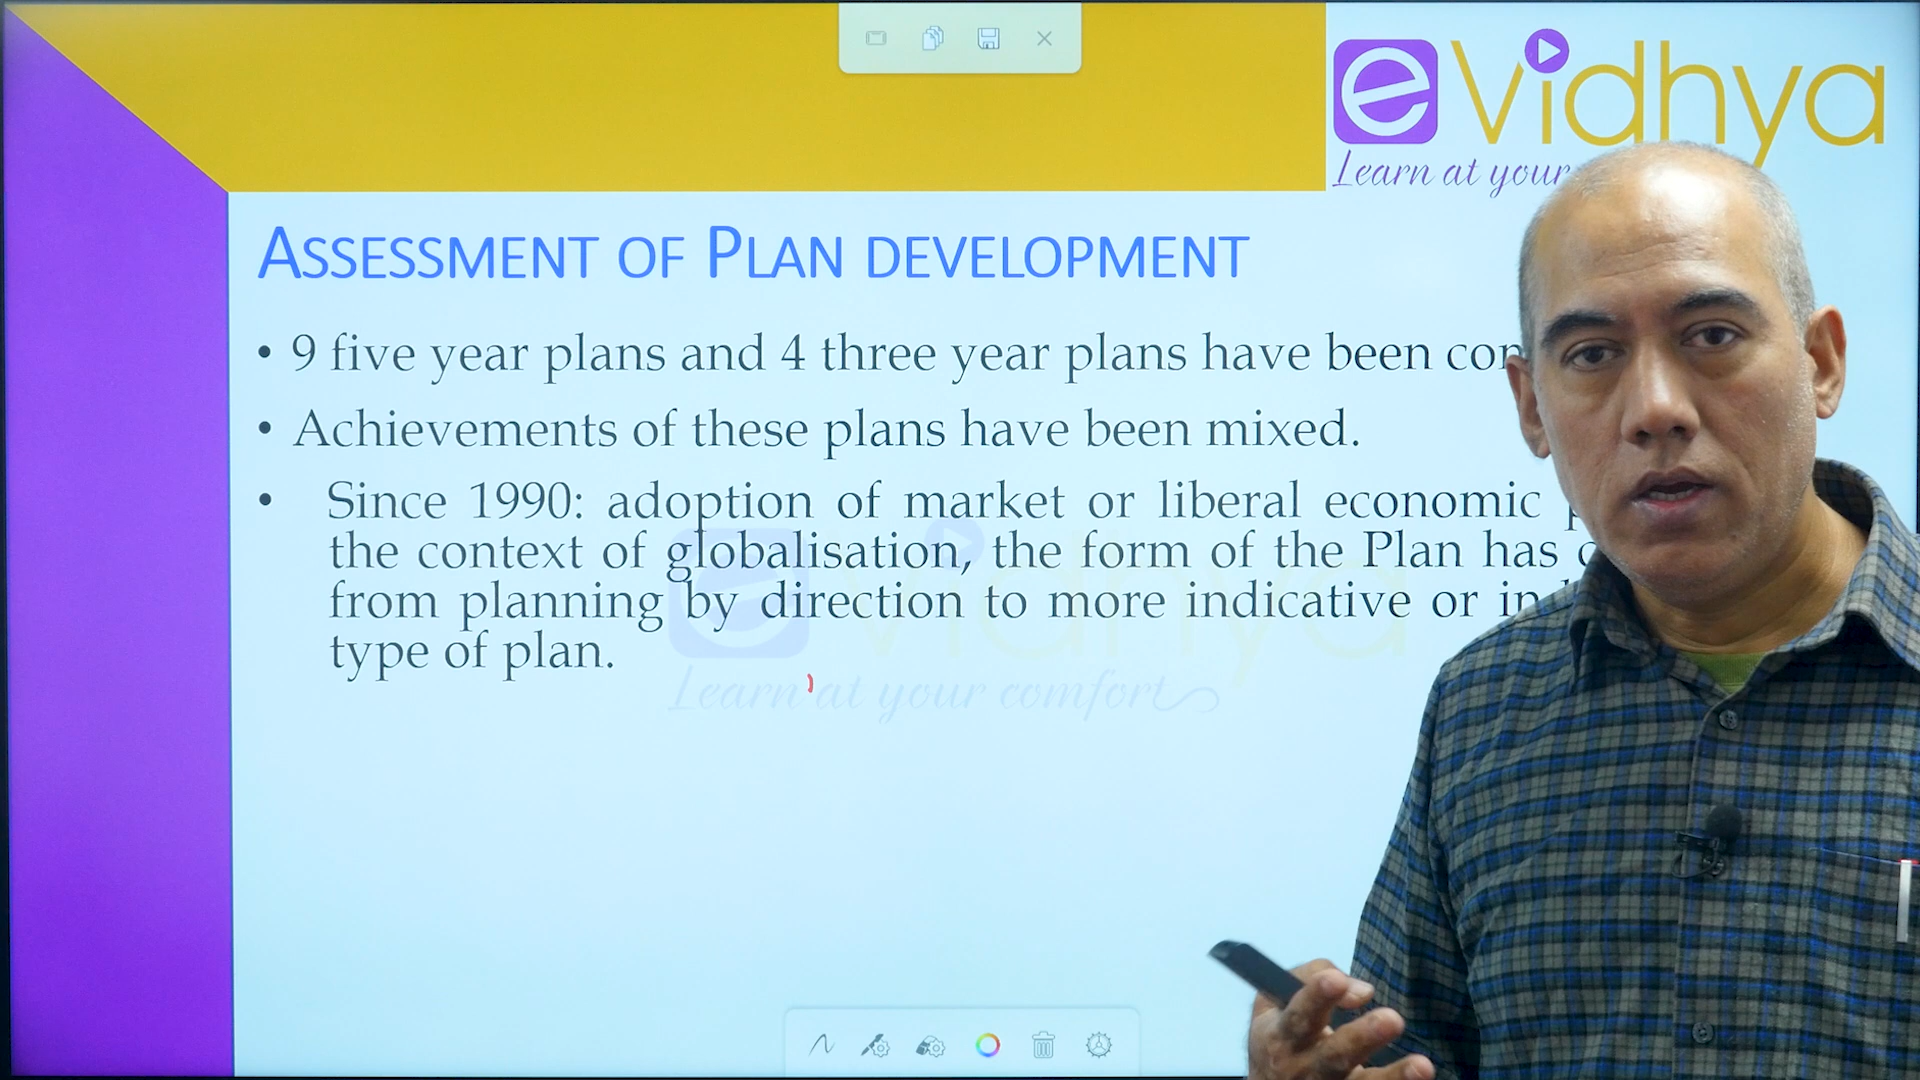 e Vidhya
Learn at your
ASSESSMENT OF PLAN DEVELOPMENT
• 9 five year plans and 4 three year plans have been
• Achievements of these plans have been mixed.
• Since 1990: adoption of market or liberal economic
the context of globalisation, the form of the Plan has
from planning by direction to more indicative or
type of plan.
e Vidhya
Learn at your comfort